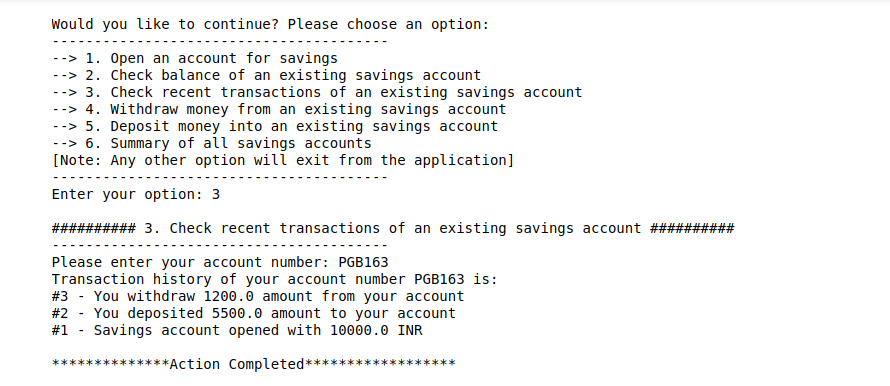 Would you like to continue? Please choose an option:
----------------------------------------
--> 1. Open an account for savings
--> 2. Check balance of an existing savings account
--> 3. Check recent transactions of an existing savings account
--> 4. Withdraw money from an existing savings account
--> 5. Deposit money into an existing savings account
--> 6. Summary of all savings accounts
[Note: Any other option will exit from the application]
----------------------------------------
Enter your option: 3
########## 3. Check recent transactions of an existing savings account ##########
----------------------------------------
Please enter your account number: PGB163
Transaction history of your account number PGB163 is:
#3 - You withdraw 1200.0 amount from your account
#2 - You deposited 5500.0 amount to your account
#1 - Savings account opened with 10000.0 INR
**************Action Completed******************